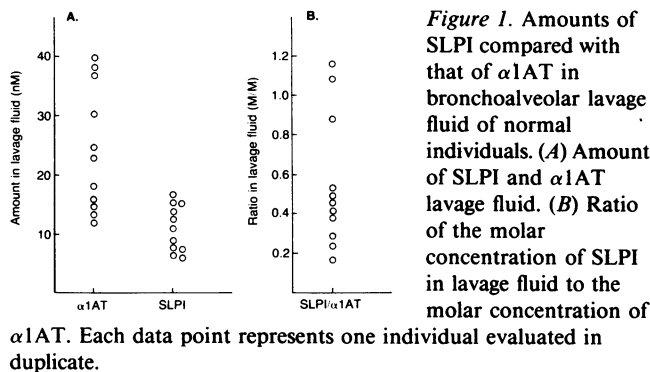 A.
Amount in lavage fluid (nM)
40
30
20
10
α1AT
SLPI
B.
Ratio in lavage fluid (M/M)
1.2
1.0
0.8
0.6
0.4
0.2
SLPI/α1AT
Figure 1. Amounts of
SLPI compared with
that of α1AT in
bronchoalveolar lavage
fluid of normal
individuals. (A) Amount
of SLPI and α1AT
lavage fluid. (B) Ratio
of the molar
concentration of SLPI
in lavage fluid to the
molar concentration of
α1AT. Each data point represents one individual evaluated in
duplicate.